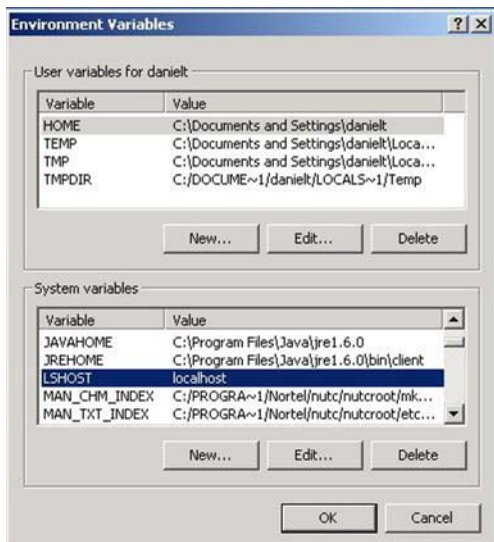 Environment Variables ? X
User variables for danielt
Variable Value
HOME C:\Documents and Settings\danielt
TEMP C:\Documents and Settings\danielt\Loca...
TMP C:\Documents and Settings\danielt\Loca...
TMPDIR C:/DOCUME~1/danielt/LOCALS~1/Temp
New... Edit... Delete
System variables
Variable Value
JAVAHOME C:\Program Files\Java\jre1.6.0
JREHOME C:\Program Files\Java\jre1.6.0\bin\client
LSHOST localhost
MAN_CHM_INDEX C:/PROGRA~1/Nortel/nutc/nutcroot/mk...
MAN_TXT_INDEX C:/PROGRA~1/Nortel/nutc/nutcroot/etc...
New... Edit... Delete
OK Cancel